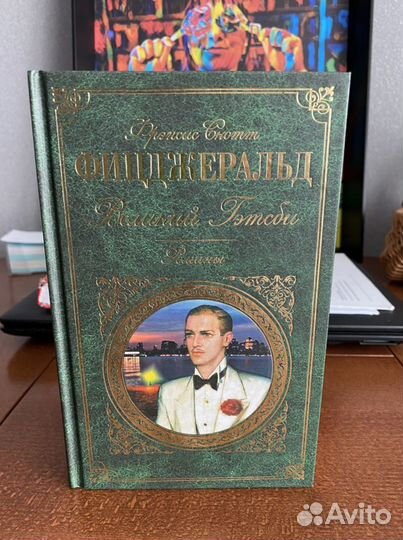 Фрэнсис Скотт
ФИЦДЖЕРАЛЬД
Великий Гэтсби
Романы
Avito